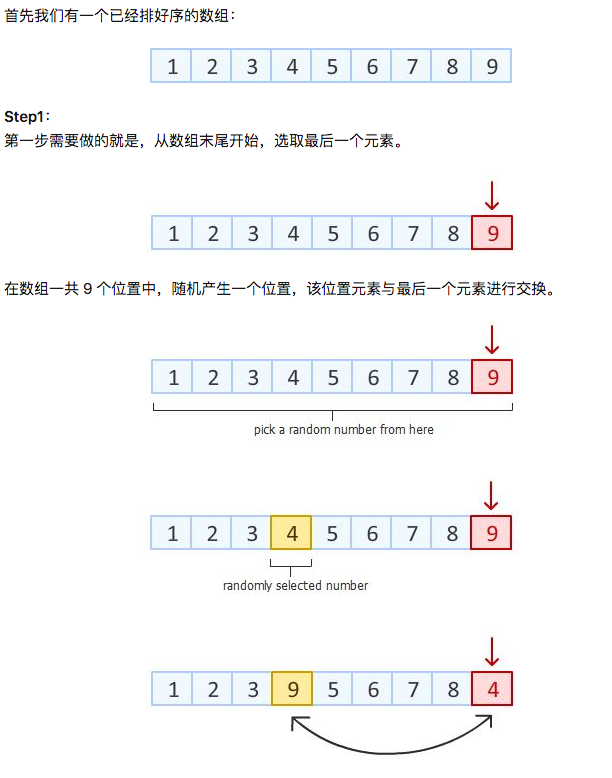 首先我们有一个已经排好序的数组：
1 2 3 4 5 6 7 8 9
Step1：
第一步需要做的就是，从数组末尾开始，选取最后一个元素。
1 2 3 4 5 6 7 8 9
在数组一共 9 个位置中，随机产生一个位置，该位置元素与最后一个元素进行交换。
1 2 3 4 5 6 7 8 9
pick a random number from here
1 2 3 4 5 6 7 8 9
randomly selected number
1 2 3 9 5 6 7 8 4